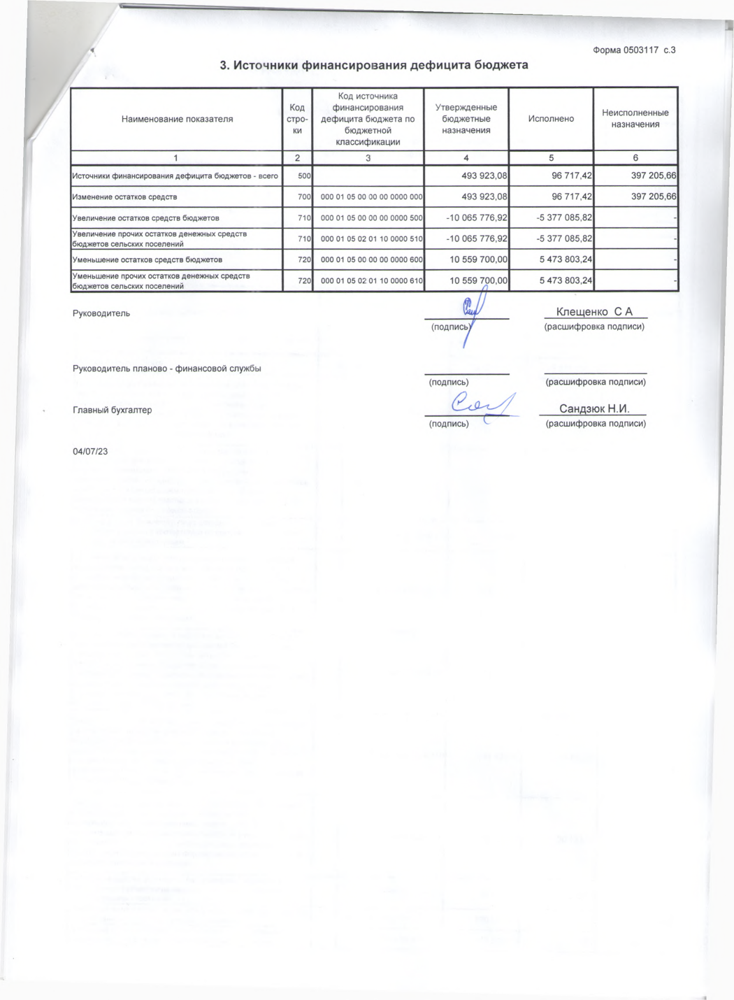 Форма 0503117 с.3
3. Источники финансирования дефицита бюджета
Наименование показателя
Код
стро-
ки
Код источника
финансирования
дефицита бюджета по
бюджетной
классификации
Утвержденные
бюджетные
назначения
Исполнено
Неисполненные
назначения
1 2 3 4 5 6
Источники финансирования дефицита бюджетов - всего 500 493 923,08 96 717,42 397 205,66
Изменение остатков средств 700 000 01 05 00 00 00 0000 000 493 923,08 96 717,42 397 205,66
Увеличение остатков средств бюджетов 710 000 01 05 00 00 00 0000 500 -10 065 776,92 -5 377 085,82 -
Увеличение прочих остатков денежных средств
бюджетов сельских поселений 710 000 01 05 02 01 10 0000 510 -10 065 776,92 -5 377 085,82 -
Уменьшение остатков средств бюджетов 720 000 01 05 00 00 00 0000 600 10 559 700,00 5 473 803,24 -
Уменьшение прочих остатков денежных средств
бюджетов сельских поселений 720 000 01 05 02 01 10 0000 610 10 559 700,00 5 473 803,24 -
Руководитель Клещенко С А
(подпись) (расшифровка подписи)
Руководитель планово - финансовой службы
(подпись) (расшифровка подписи)
Главный бухгалтер Сандзюк Н.И.
(подпись) (расшифровка подписи)
04/07/23